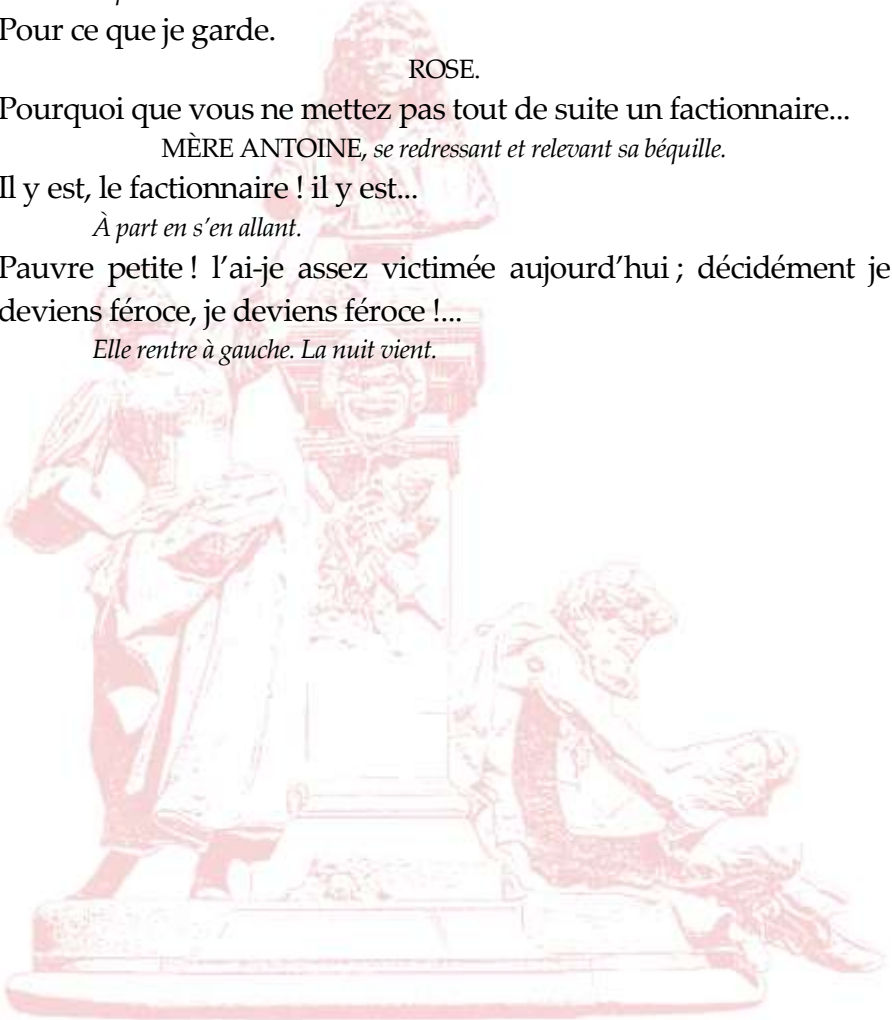 Pour ce que je garde.
ROSE.
Pourquoi que vous ne mettez pas tout de suite un factionnaire...
MÈRE ANTOINE, se redressant et relevant sa béquille.
Il y est, le factionnaire ! il y est...
À part en s’en allant.
Pauvre petite ! l’ai-je assez victimée aujourd’hui ; décidément je
deviens féroce, je deviens féroce !...
Elle rentre à gauche. La nuit vient.